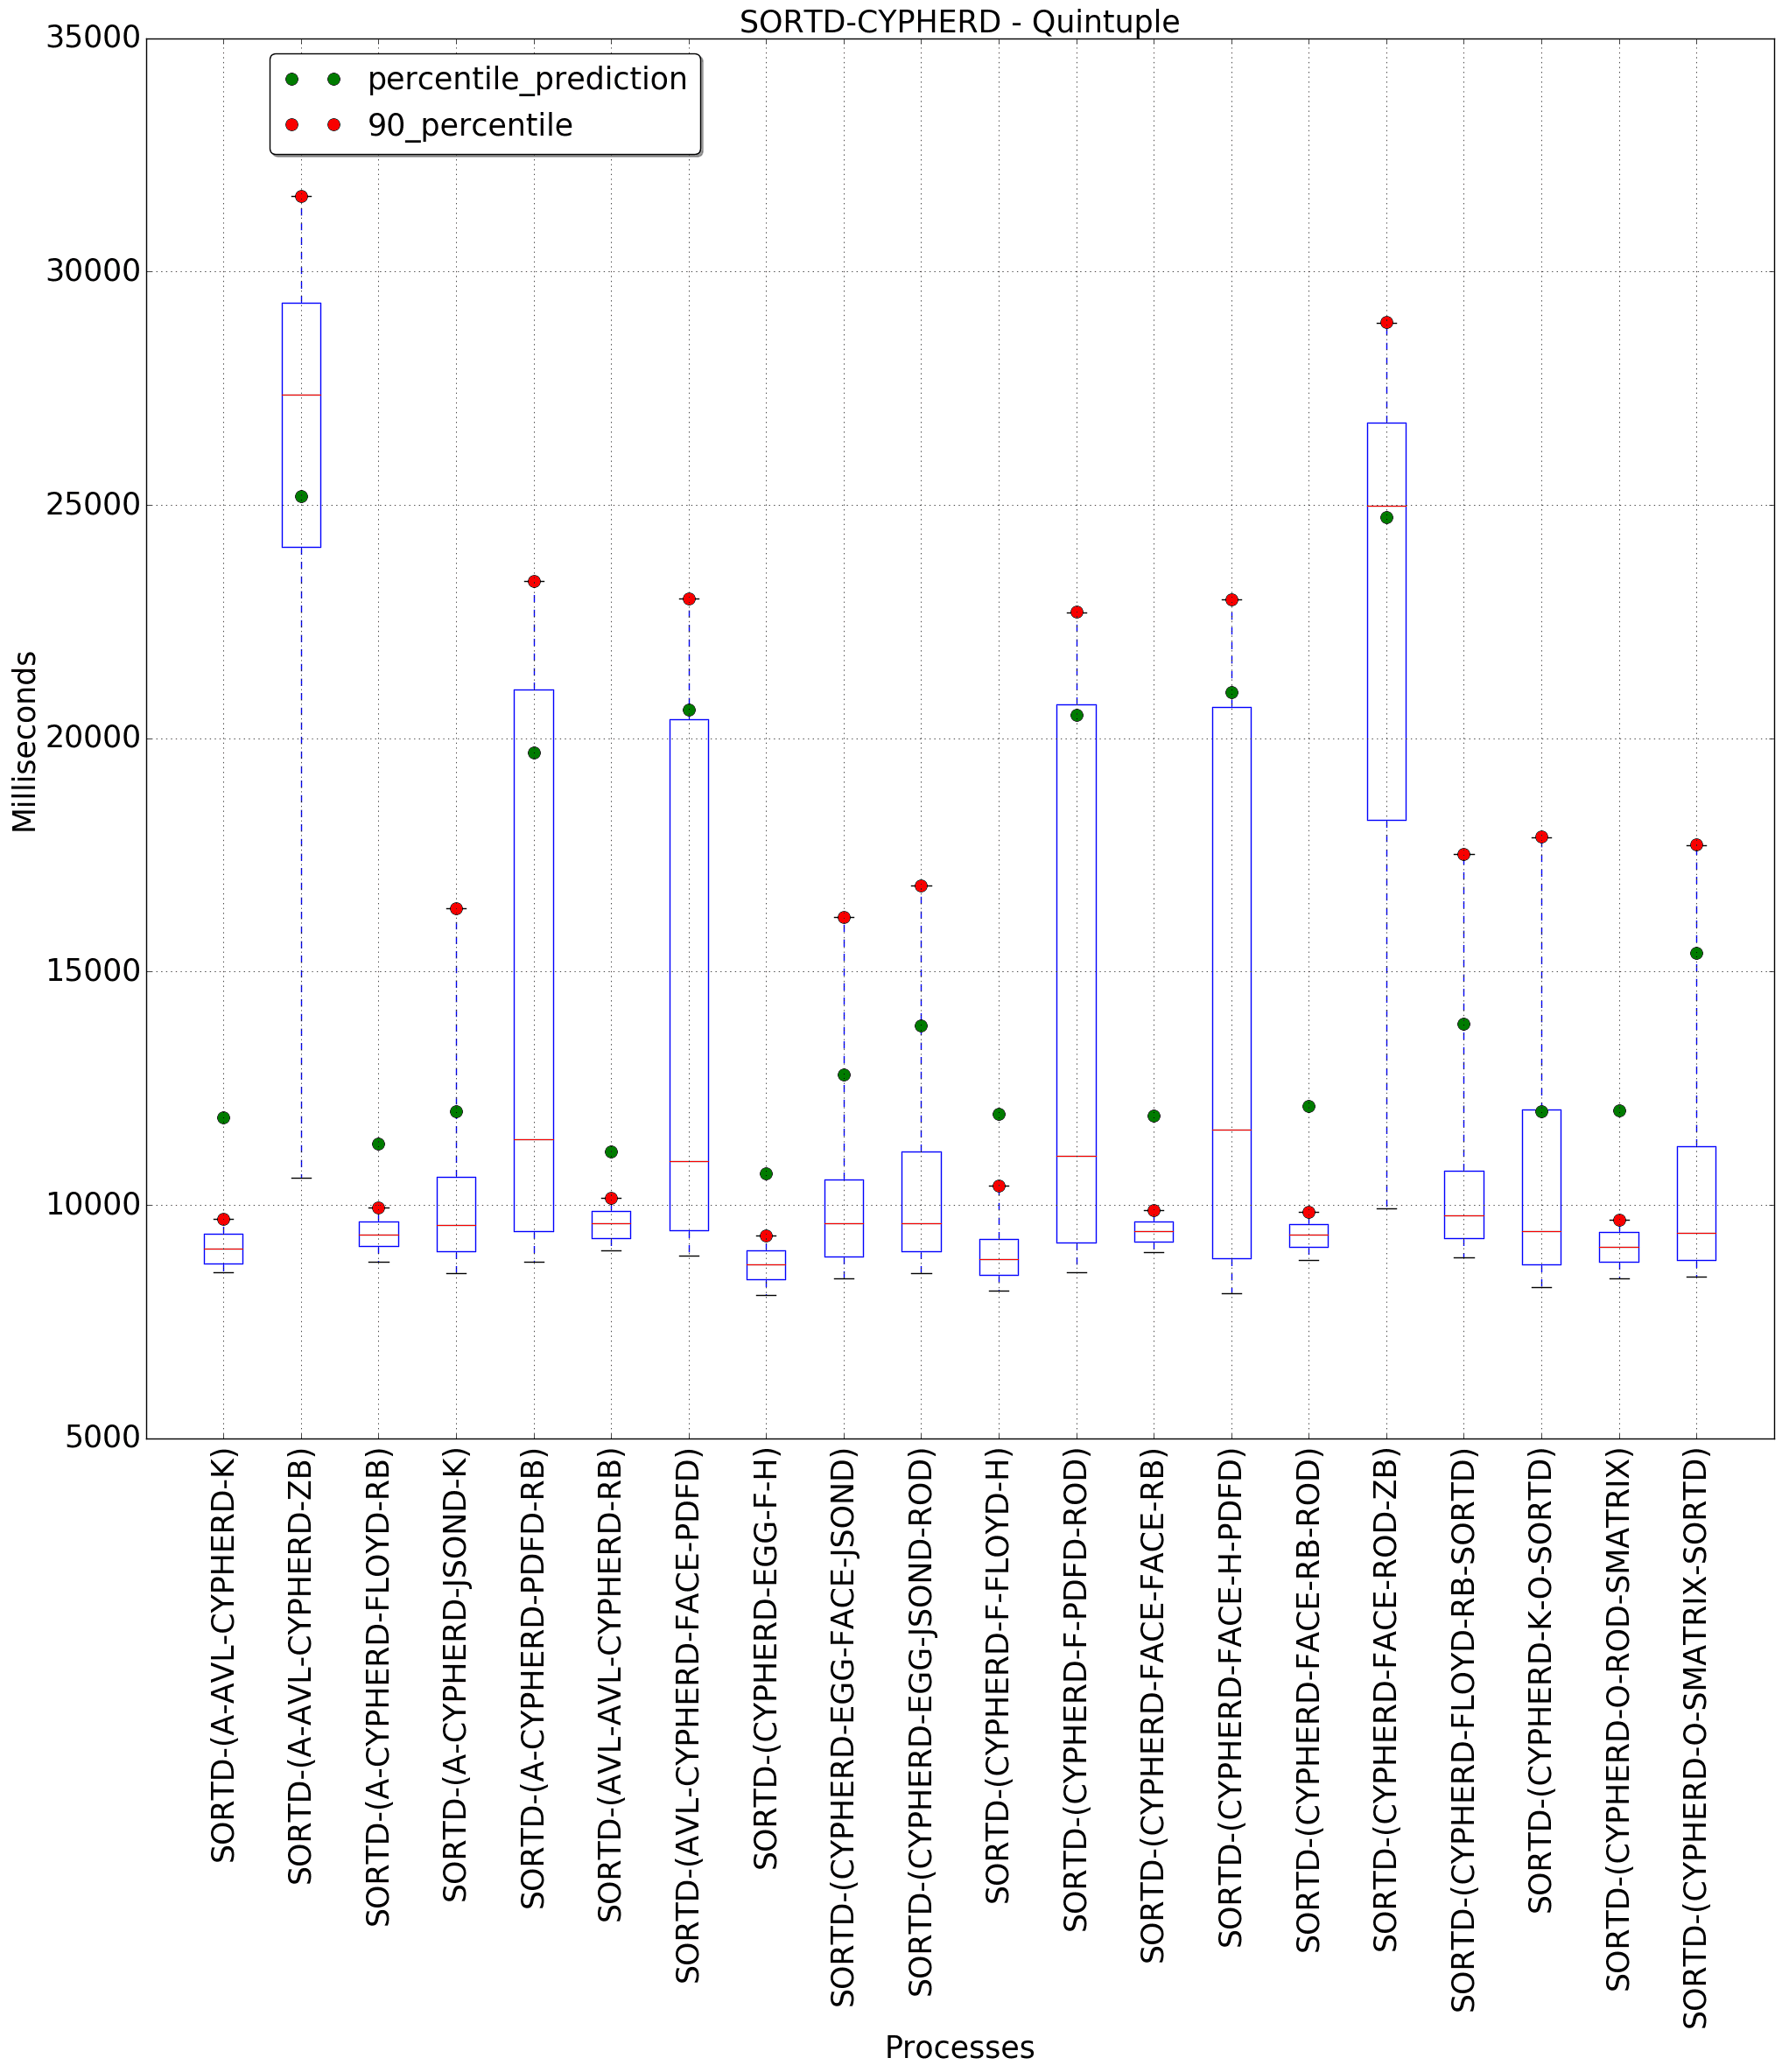 SORTD-CYPHERD - Quintuple
35000
30000
25000
20000
15000
10000
5000
percentile_prediction
90_percentile
Milliseconds
SORTD-(A-AVL-CYPHERD-K)
SORTD-(A-AVL-CYPHERD-ZB)
SORTD-(A-CYPHERD-FLOYD-RB)
SORTD-(A-CYPHERD-JSOND-K)
SORTD-(A-CYPHERD-PDFD-RB)
SORTD-(AVL-AVL-CYPHERD-RB)
SORTD-(AVL-CYPHERD-FACE-PDFD)
SORTD-(CYPHERD-EGG-F-H)
SORTD-(CYPHERD-EGG-FACE-JSOND)
SORTD-(CYPHERD-EGG-JSOND-ROD)
SORTD-(CYPHERD-F-FLOYD-H)
SORTD-(CYPHERD-F-PDFD-ROD)
SORTD-(CYPHERD-FACE-FACE-RB)
SORTD-(CYPHERD-FACE-H-PDFD)
SORTD-(CYPHERD-FACE-RB-ROD)
SORTD-(CYPHERD-FACE-ROD-ZB)
SORTD-(CYPHERD-FLOYD-RB-SORTD)
SORTD-(CYPHERD-K-O-SORTD)
SORTD-(CYPHERD-O-ROD-SMATRIX)
SORTD-(CYPHERD-O-SMATRIX-SORTD)
Processes